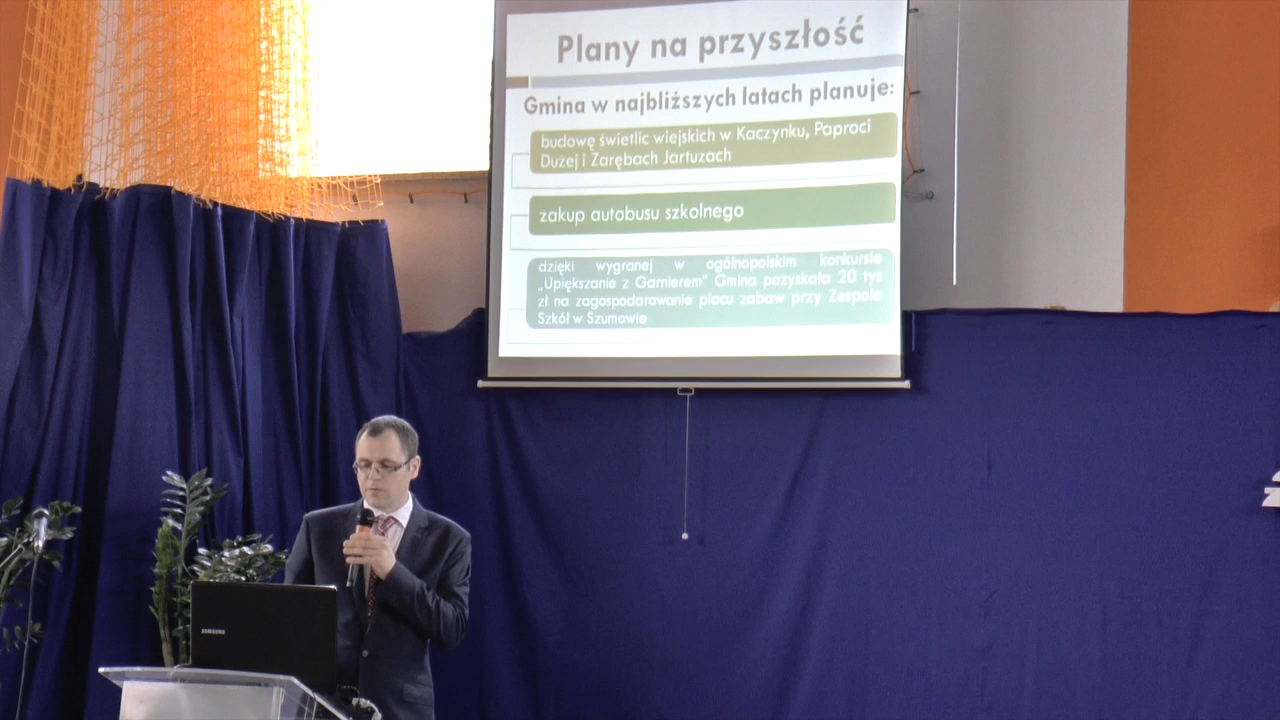 Plany na przyszłość
Gmina w najbliższych latach planuje:
budowę świetlic wiejskich w Kaczynku, Paproci
Dużej i Zarębach Jartuzach
zakup autobusu szkolnego
dzięki wygranej w ogólnopolskim konkursie
„Upiększanie z Garnierem” Gmina pozyskała 20 tys
zł na zagospodarowanie placu zabaw przy Zespole
Szkół w Szumowie
SAMSUNG